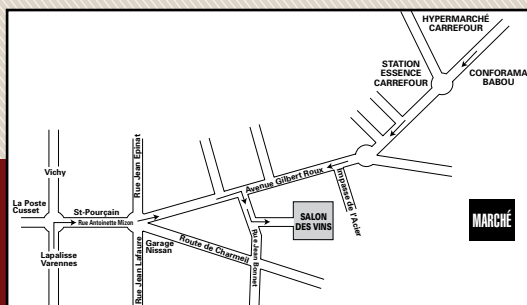 HYPERMARCHÉ
CARREFOUR
STATION
ESSENCE
CARREFOUR
CONFORAMA
BABOU
Rue Jean Epinat
Vichy
Avenue Gilbert Roux
Impasse de l'Acier
La Poste
Cusset
St-Pourçain
Rue Antoinette Mizon
SALON
DES VINS
MARCHÉ
Lapalisse
Varennes
Rue Jean Lafaure
Garage
Nissan
Route de Charmeil
Rue Jean Bonnet